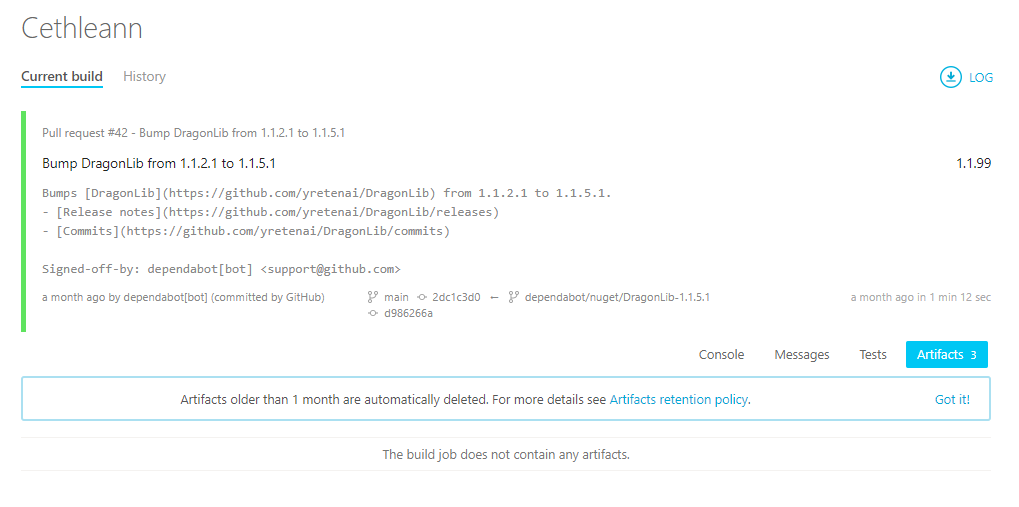 Cethleann
Current build History LOG
Pull request #42 - Bump DragonLib from 1.1.2.1 to 1.1.5.1
Bump DragonLib from 1.1.2.1 to 1.1.5.1 1.1.99
Bumps [DragonLib](https://github.com/yretenai/DragonLib) from 1.1.2.1 to 1.1.5.1.
- [Release notes](https://github.com/yretenai/DragonLib/releases)
- [Commits](https://github.com/yretenai/DragonLib/commits)
Signed-off-by: dependabot[bot] <support@github.com>
a month ago by dependabot[bot] (committed by GitHub) main 2dc1c3d0 ← dependabot/nuget/DragonLib-1.1.5.1 a month ago in 1 min 12 sec
d986266a
Console Messages Tests Artifacts 3
Artifacts older than 1 month are automatically deleted. For more details see Artifacts retention policy. Got it!
The build job does not contain any artifacts.